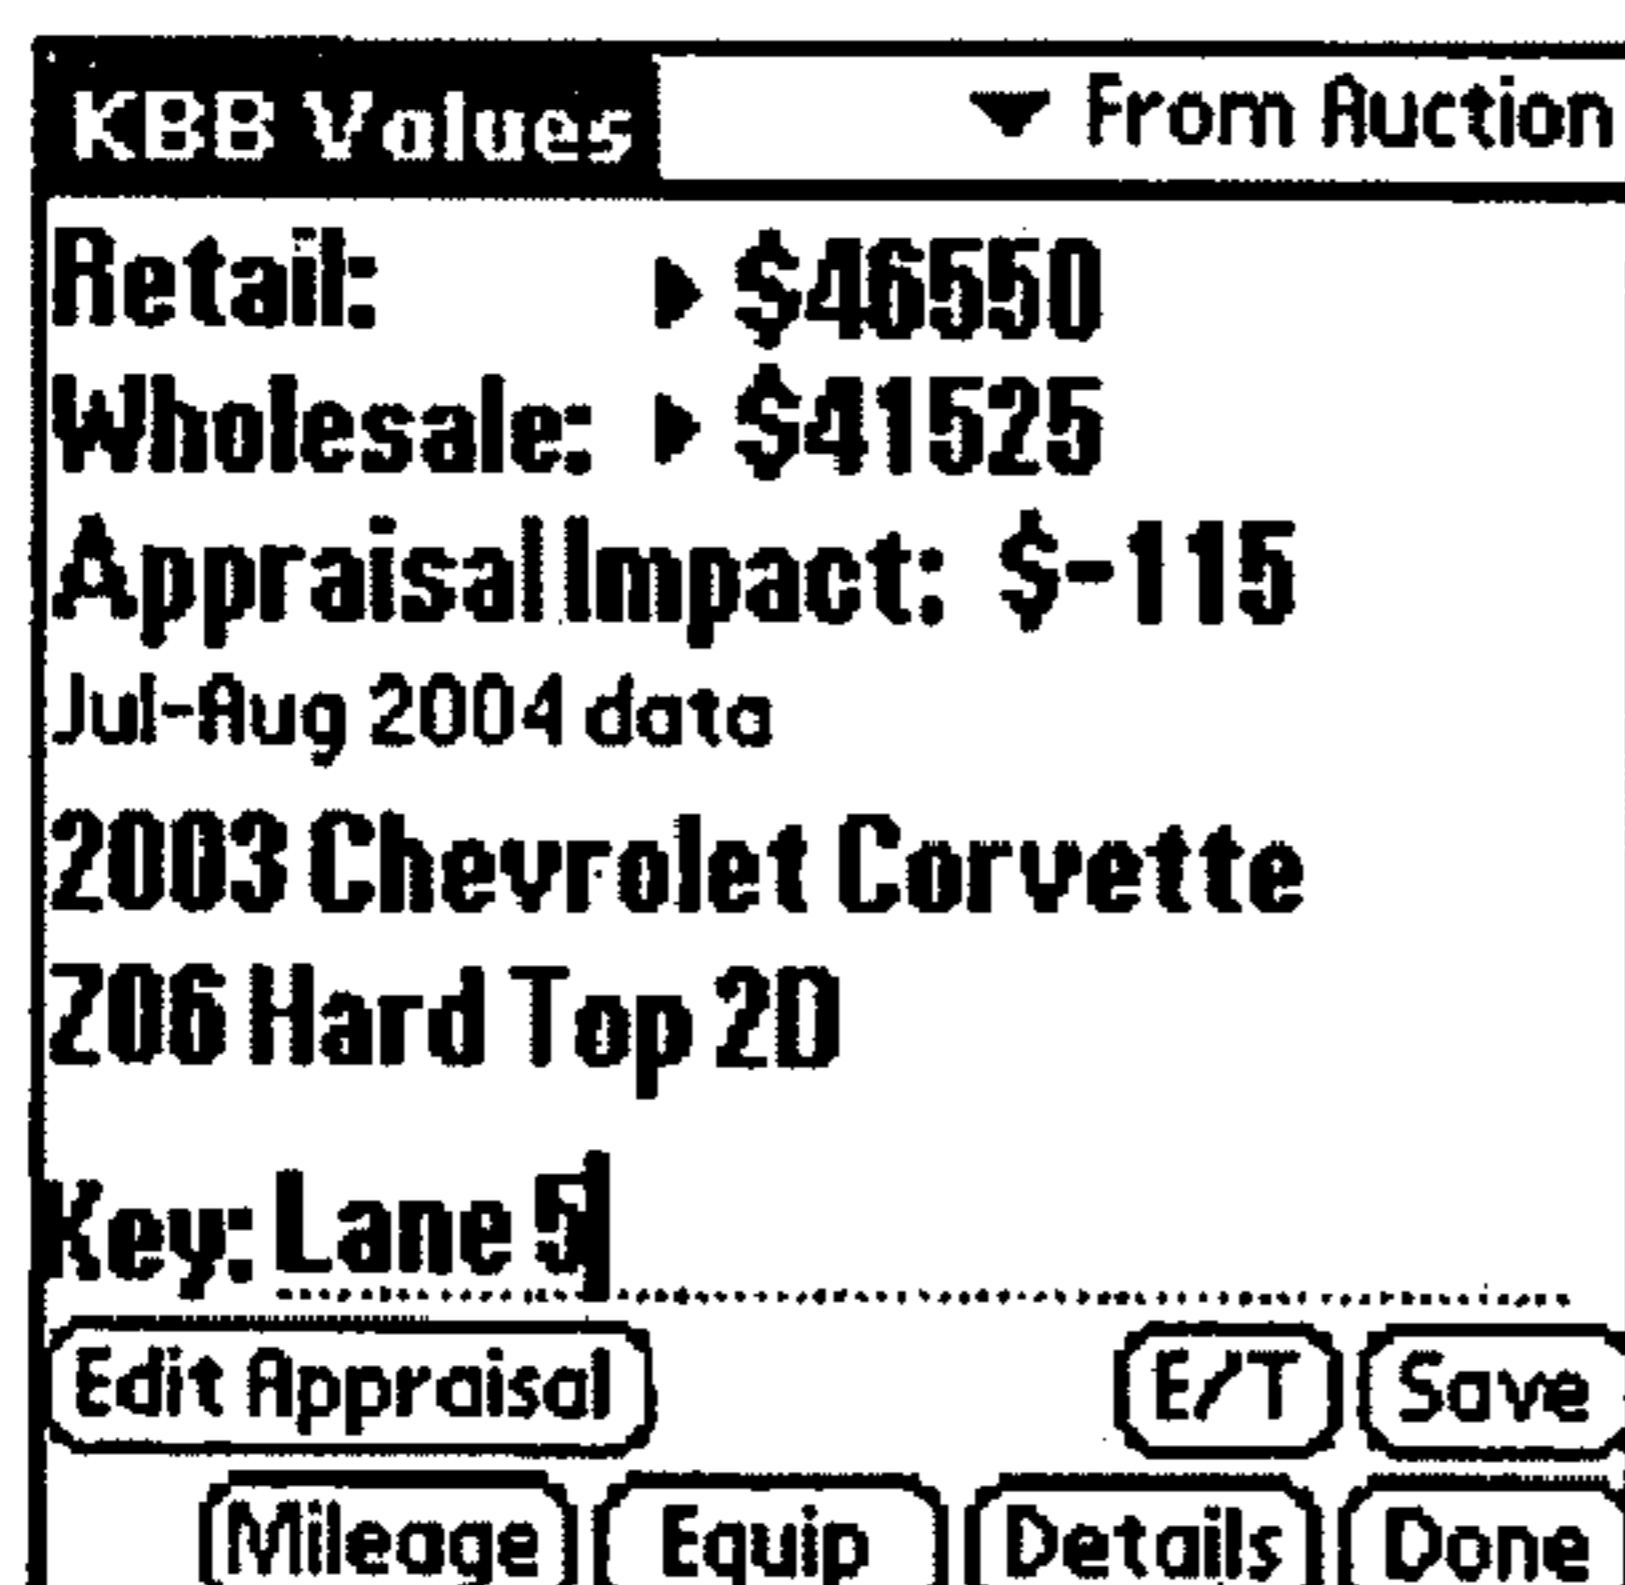 KBB Values ▼ From Auction
Retail: ▶ $46550
Wholesale: ▶ $41525
Appraisal Impact: $-115
Jul-Aug 2004 data
2003 Chevrolet Corvette
Z06 Hard Top 2D
Key: Lane 5
Edit Appraisal E/T Save
Mileage Equip Details Done